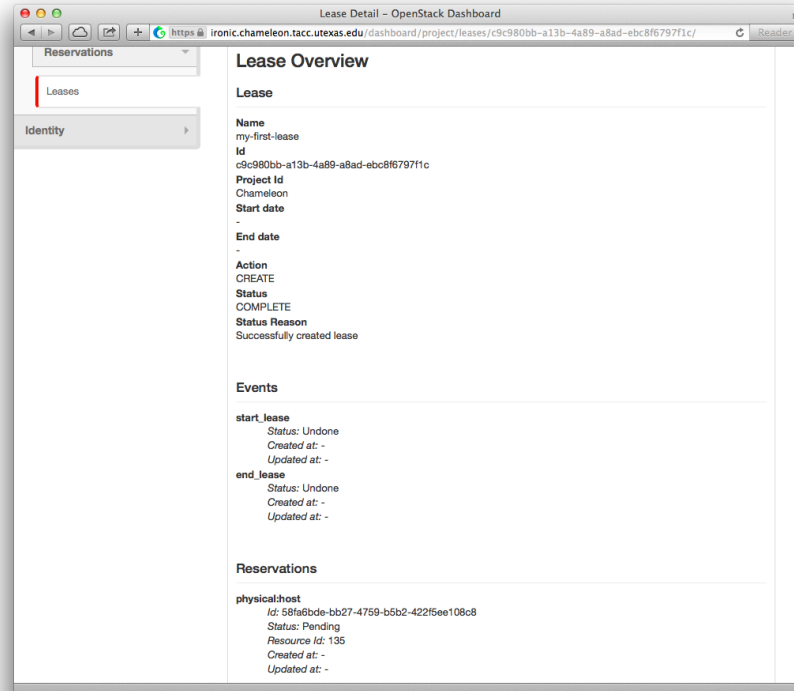 Lease Detail – OpenStack Dashboard
https ironic.chameleon.tacc.utexas.edu/dashboard/project/leases/c9c980bb-a13b-4a89-a8ad-ebc8f6797f1c/
Reader
Reservations
Leases
Identity
Lease Overview
Lease
Name
my-first-lease
Id
c9c980bb-a13b-4a89-a8ad-ebc8f6797f1c
Project Id
Chameleon
Start date
-
End date
-
Action
CREATE
Status
COMPLETE
Status Reason
Successfully created lease
Events
start_lease
Status: Undone
Created at: -
Updated at: -
end_lease
Status: Undone
Created at: -
Updated at: -
Reservations
physical:host
Id: 58fa6bde-bb27-4759-b5b2-422f5ee108c8
Status: Pending
Resource Id: 135
Created at: -
Updated at: -